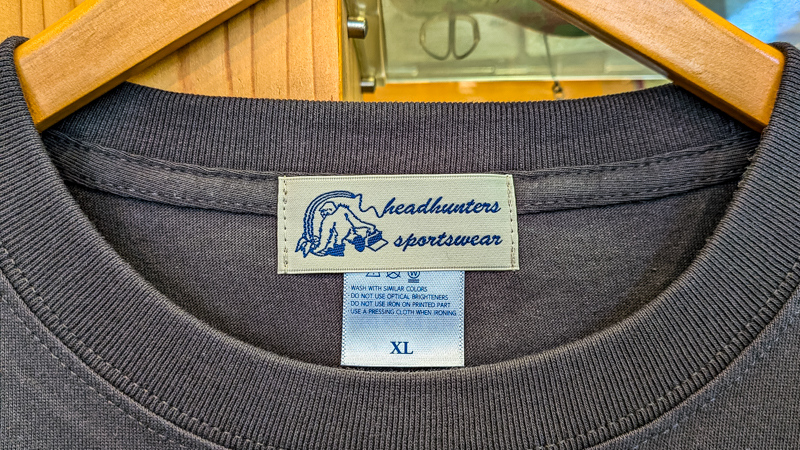 headhunters
sportswear
WASH WITH SIMILAR COLORS
DO NOT USE OPTICAL BRIGHTENERS
DO NOT USE IRON ON PRINTED PART
USE A PRESSING CLOTH WHEN IRONING
XL